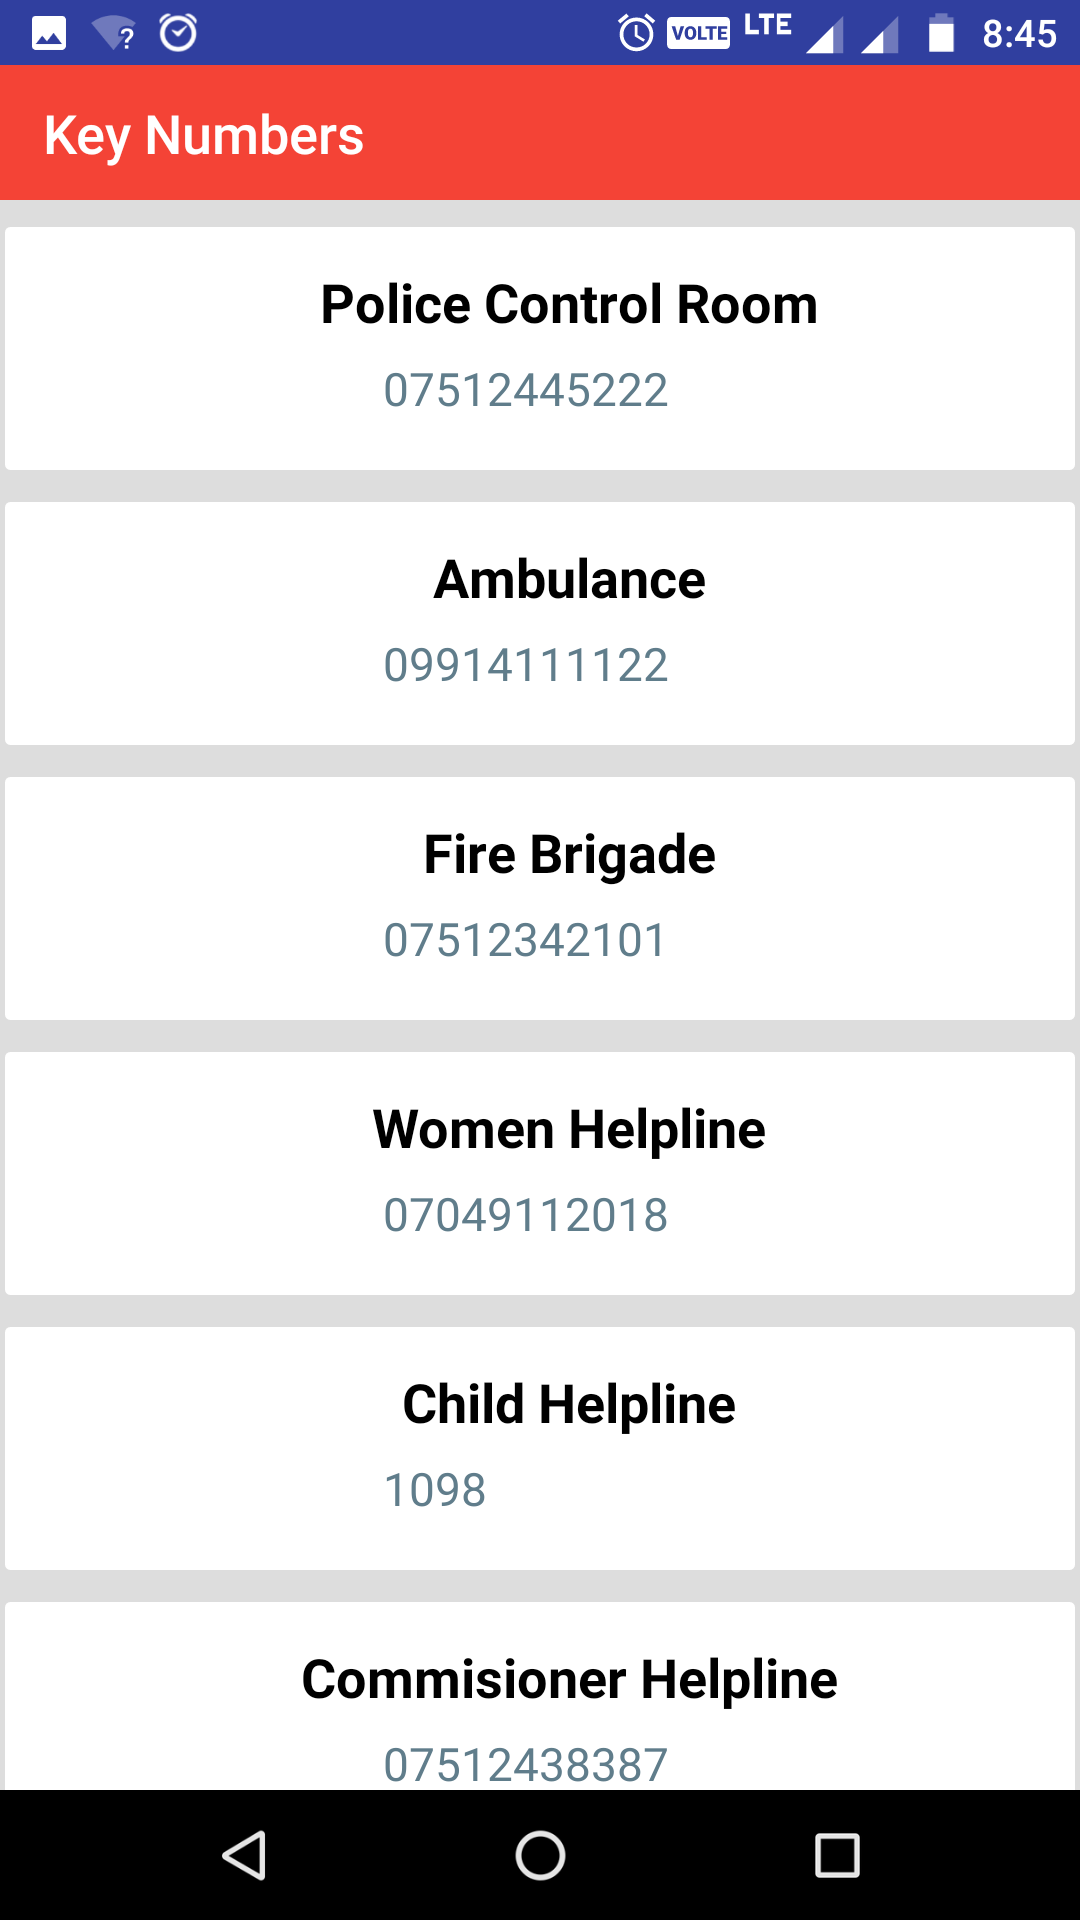 ? VOLTE LTE 8:45
Key Numbers
Police Control Room
07512445222
Ambulance
09914111122
Fire Brigade
07512342101
Women Helpline
07049112018
Child Helpline
1098
Commisioner Helpline
07512438387